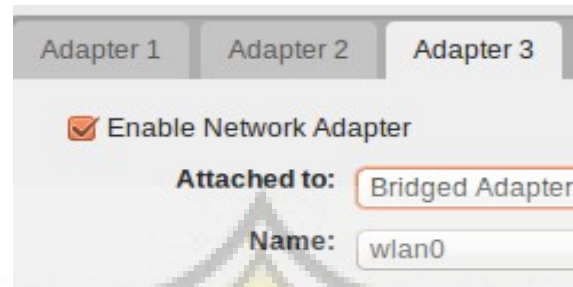 Adapter 1 Adapter 2 Adapter 3
Enable Network Adapter
Attached to: Bridged Adapter
Name: wlan0